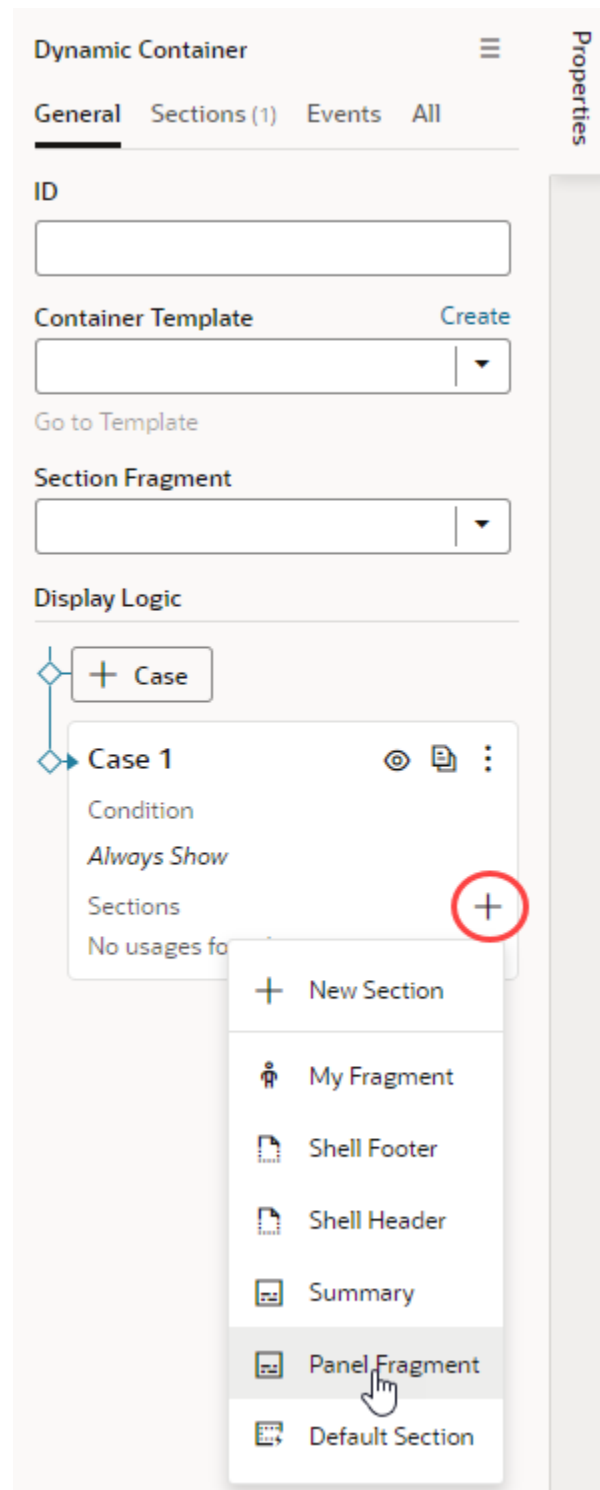 Dynamic Container
Properties
General Sections (1) Events All
ID
Container Template Create
Go to Template
Section Fragment
Display Logic
+ Case
Case 1
Condition
Always Show
Sections
No usages fo
+ New Section
My Fragment
Shell Footer
Shell Header
Summary
Panel Fragment
Default Section